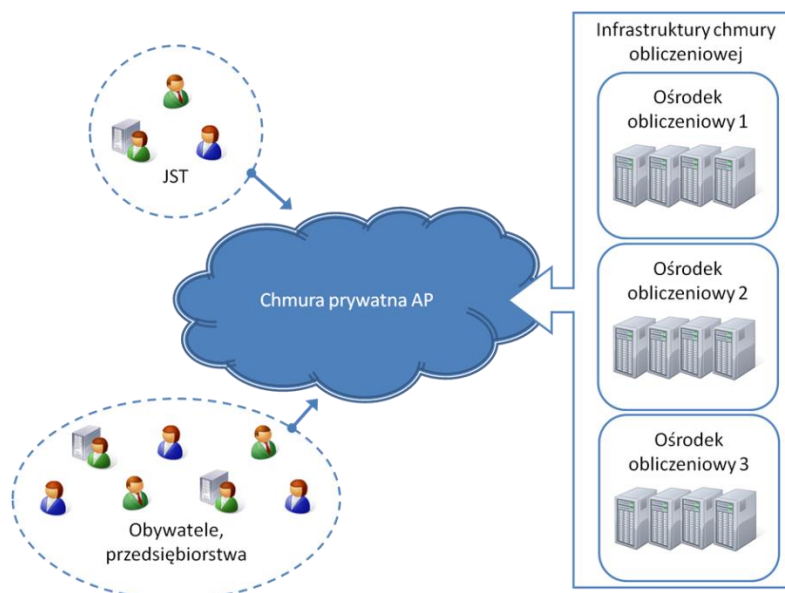 JST
Chmura prywatna AP
Obywatele,
przedsiębiorstwa
Infrastruktury chmury
obliczeniowej
Ośrodek
obliczeniowy 1
Ośrodek
obliczeniowy 2
Ośrodek
obliczeniowy 3